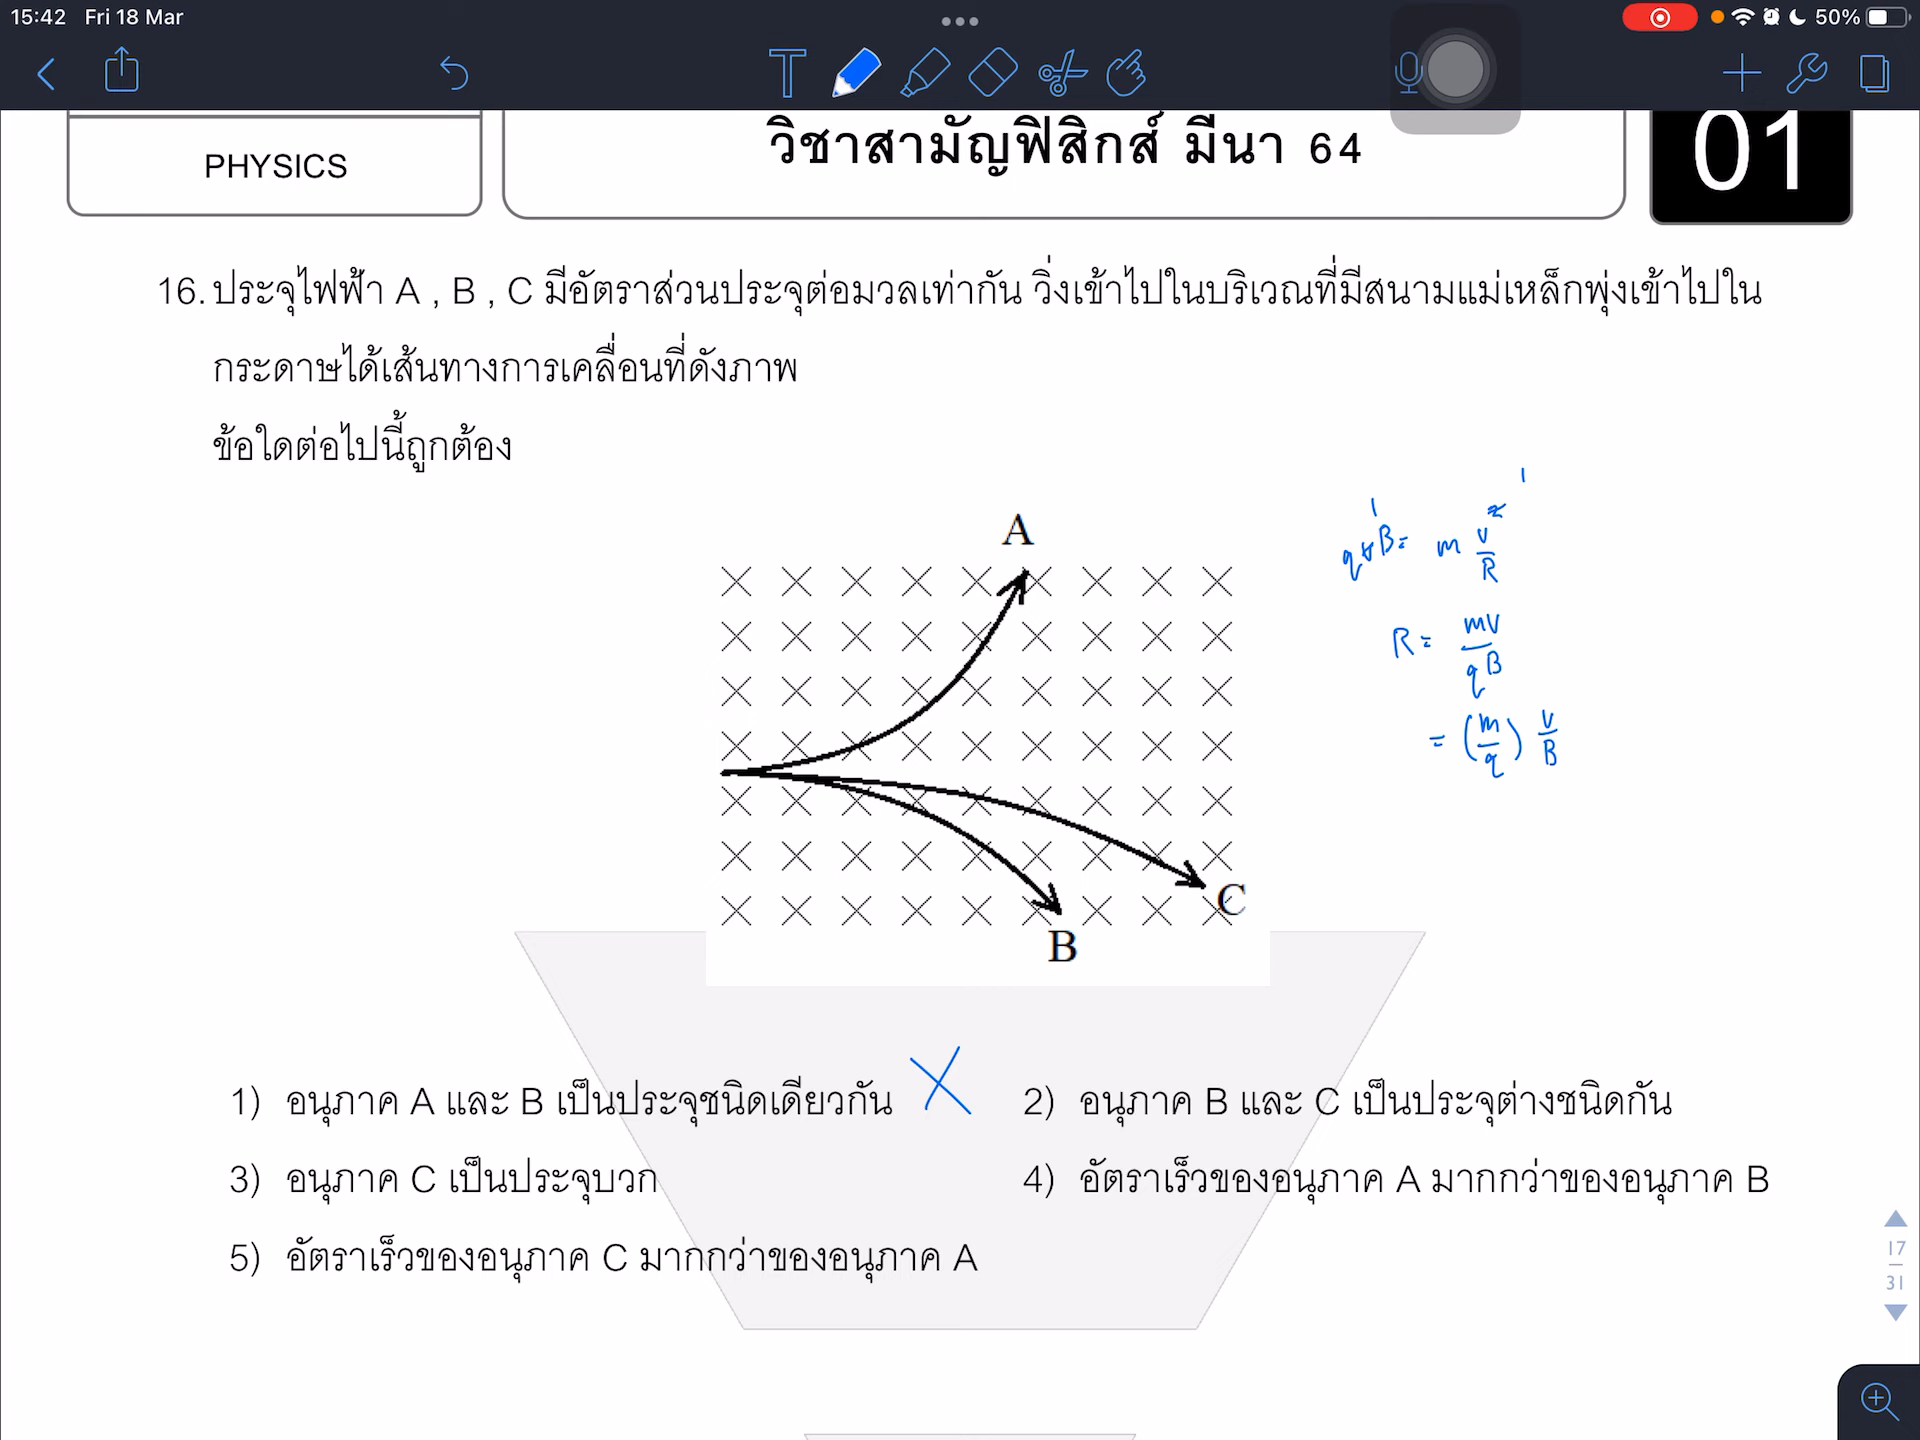 15:42 Fri 18 Mar
50%
PHYSICS
วิชาสามัญฟิสิกส์ มีนา 64
01
16. ประจุไฟฟ้า A , B , C มีอัตราส่วนประจุต่อมวลเท่ากัน วิ่งเข้าไปในบริเวณที่มีสนามแม่เหล็กพุ่งเข้าไปใน
กระดาษได้เส้นทางการเคลื่อนที่ดังภาพ
ข้อใดต่อไปนี้ถูกต้อง
A
B
C
qvB = m v²/R
R = mv/qB
= (m/q) v/B
1) อนุภาค A และ B เป็นประจุชนิดเดียวกัน
2) อนุภาค B และ C เป็นประจุต่างชนิดกัน
3) อนุภาค C เป็นประจุบวก
4) อัตราเร็วของอนุภาค A มากกว่าของอนุภาค B
5) อัตราเร็วของอนุภาค C มากกว่าของอนุภาค A
17
31